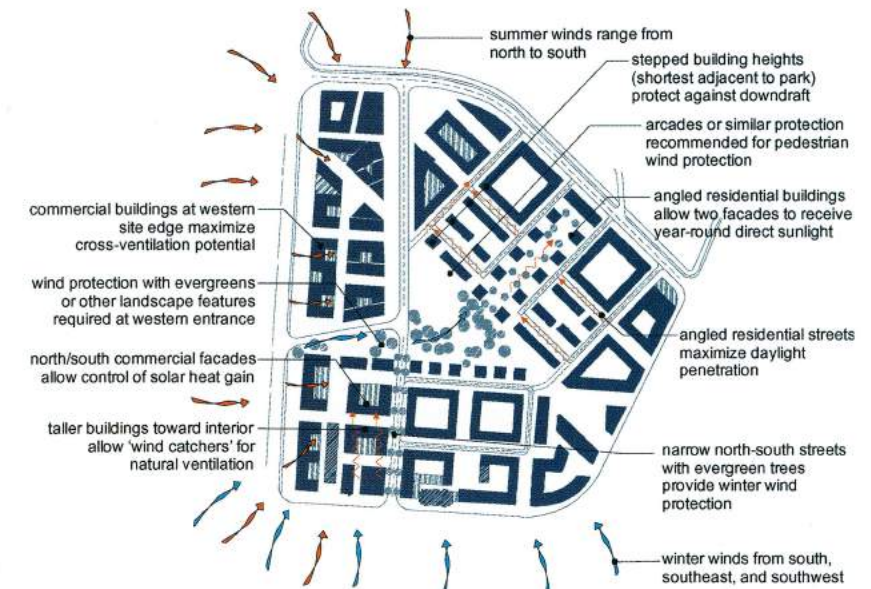 summer winds range from
north to south
stepped building heights
(shortest adjacent to park)
protect against downdraft
arcades or similar protection
recommended for pedestrian
wind protection
angled residential buildings
allow two facades to receive
year-round direct sunlight
commercial buildings at western
site edge maximize
cross-ventilation potential
wind protection with evergreens
or other landscape features
required at western entrance
north/south commercial facades
allow control of solar heat gain
angled residential streets
maximize daylight
penetration
taller buildings toward interior
allow 'wind catchers' for
natural ventilation
narrow north-south streets
with evergreen trees
provide winter wind
protection
winter winds from south,
southeast, and southwest